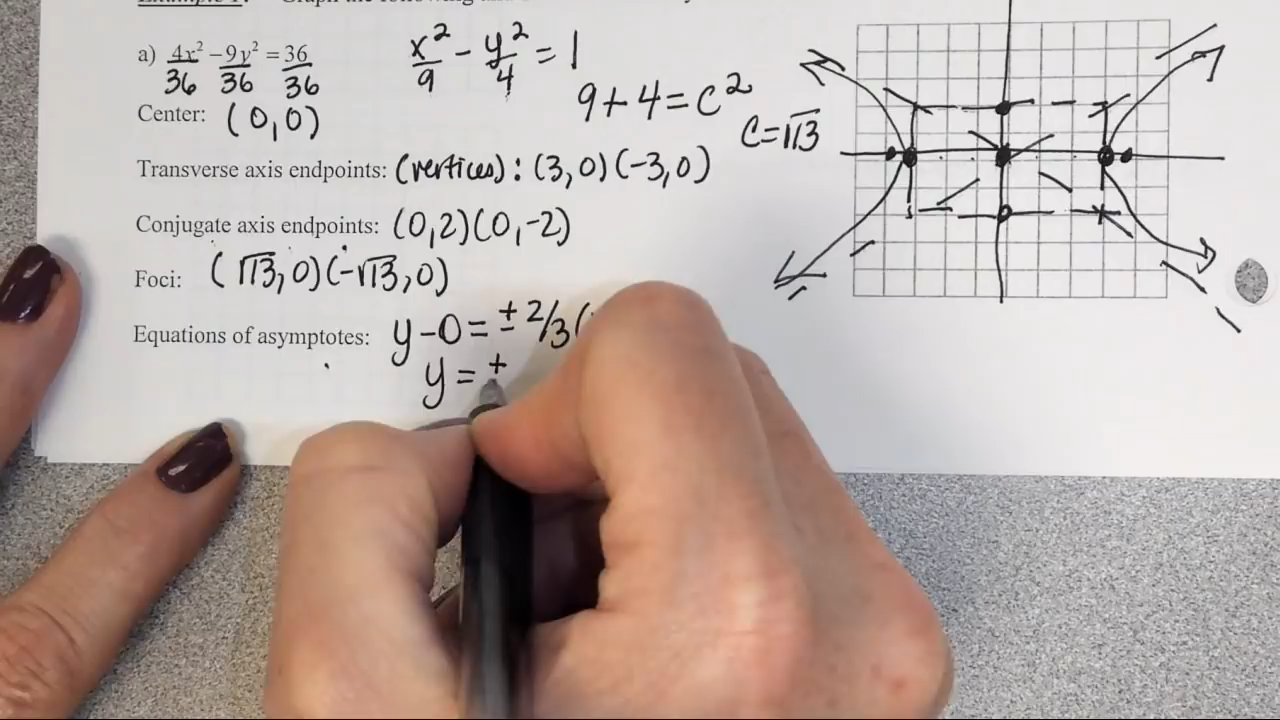 a) 4x² - 9y² = 36
36 36 36
x²/9 - y²/4 = 1
9 + 4 = c²
c = √13
Center: (0,0)
Transverse axis endpoints: (vertices): (3,0) (-3,0)
Conjugate axis endpoints: (0,2) (0,-2)
Foci: (√13, 0) (-√13, 0)
Equations of asymptotes: y - 0 = ± 2/3 (
y = ±